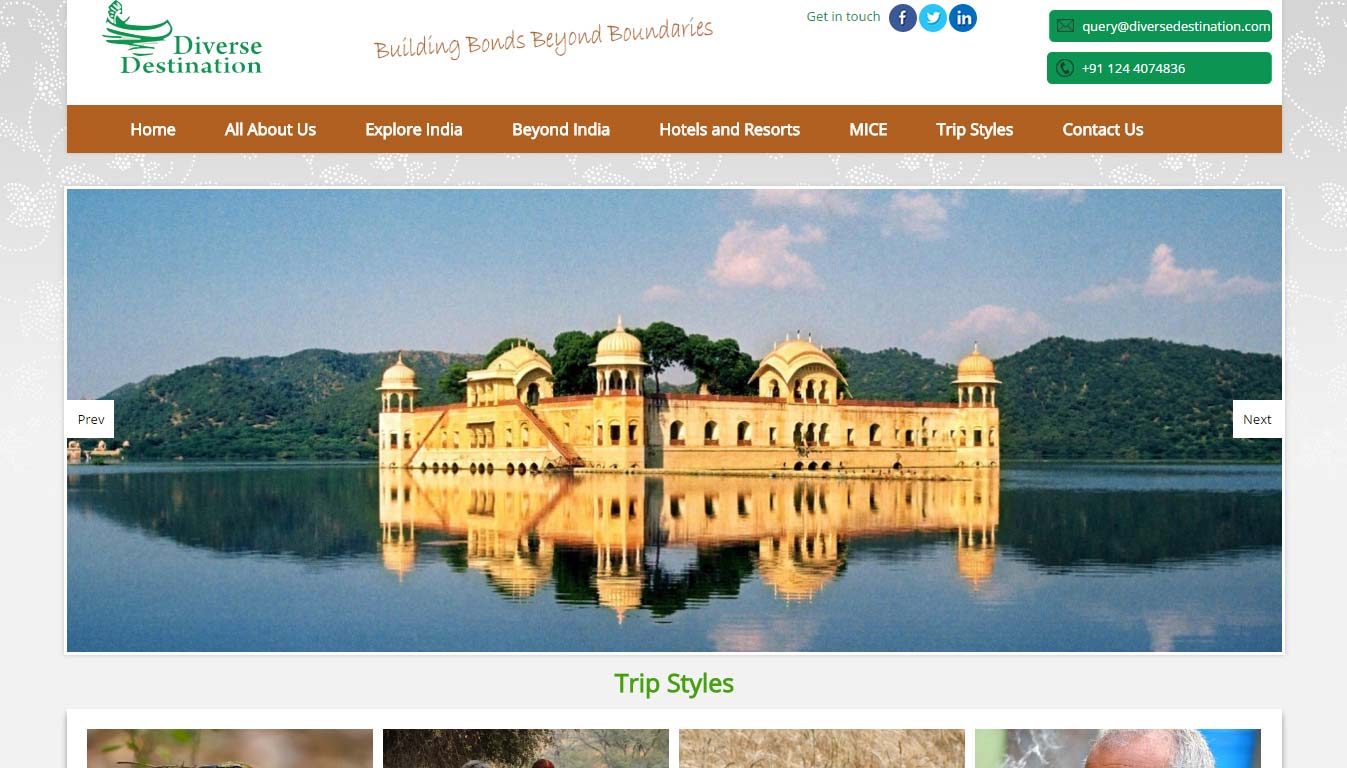 Diverse
Destination
Building Bonds Beyond Boundaries
Get in touch
query@diversedestination.com
+91 124 4074836
Home All About Us Explore India Beyond India Hotels and Resorts MICE Trip Styles Contact Us
Prev
Next
Trip Styles